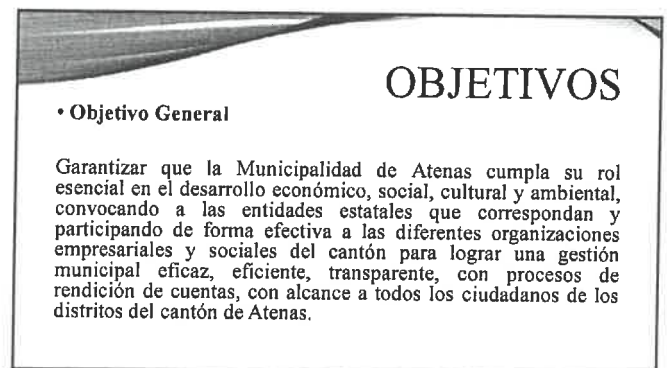 OBJETIVOS
• Objetivo General
Garantizar que la Municipalidad de Atenas cumpla su rol
esencial en el desarrollo económico, social, cultural y ambiental,
convocando a las entidades estatales que correspondan y
participando de forma efectiva a las diferentes organizaciones
empresariales y sociales del cantón para lograr una gestión
municipal eficaz, eficiente, transparente, con procesos de
rendición de cuentas, con alcance a todos los ciudadanos de los
distritos del cantón de Atenas.